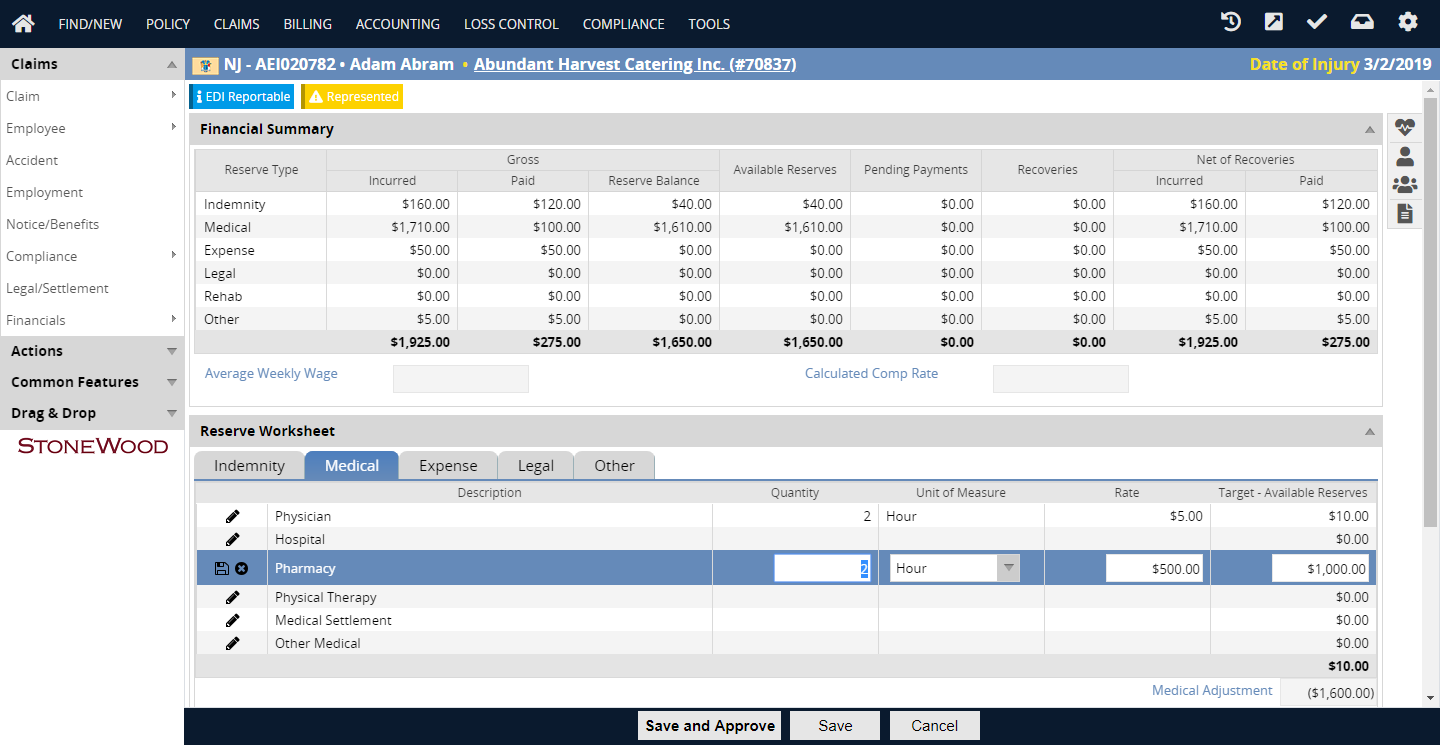 FIND/NEW POLICY CLAIMS BILLING ACCOUNTING LOSS CONTROL COMPLIANCE TOOLS
Claims
Claim
Employee
Accident
Employment
Notice/Benefits
Compliance
Legal/Settlement
Financials
Actions
Common Features
Drag & Drop
STONEWOOD
NJ - AEI020782 • Adam Abram • Abundant Harvest Catering Inc. (#70837) Date of Injury 3/2/2019
EDI Reportable Represented
Financial Summary
Reserve Type Gross Available Reserves Pending Payments Recoveries Net of Recoveries
Incurred Paid Reserve Balance Incurred Paid
Indemnity $160.00 $120.00 $40.00 $40.00 $0.00 $0.00 $160.00 $120.00
Medical $1,710.00 $100.00 $1,610.00 $1,610.00 $0.00 $0.00 $1,710.00 $100.00
Expense $50.00 $50.00 $0.00 $0.00 $0.00 $0.00 $50.00 $50.00
Legal $0.00 $0.00 $0.00 $0.00 $0.00 $0.00 $0.00 $0.00
Rehab $0.00 $0.00 $0.00 $0.00 $0.00 $0.00 $0.00 $0.00
Other $5.00 $5.00 $0.00 $0.00 $0.00 $0.00 $5.00 $5.00
$1,925.00 $275.00 $1,650.00 $1,650.00 $0.00 $0.00 $1,925.00 $275.00
Average Weekly Wage Calculated Comp Rate
Reserve Worksheet
Indemnity Medical Expense Legal Other
Description Quantity Unit of Measure Rate Target - Available Reserves
Physician 2 Hour $5.00 $10.00
Hospital $0.00
Pharmacy 2 Hour $500.00 $1,000.00
Physical Therapy $0.00
Medical Settlement $0.00
Other Medical $0.00
$10.00
Medical Adjustment ($1,600.00)
Save and Approve Save Cancel